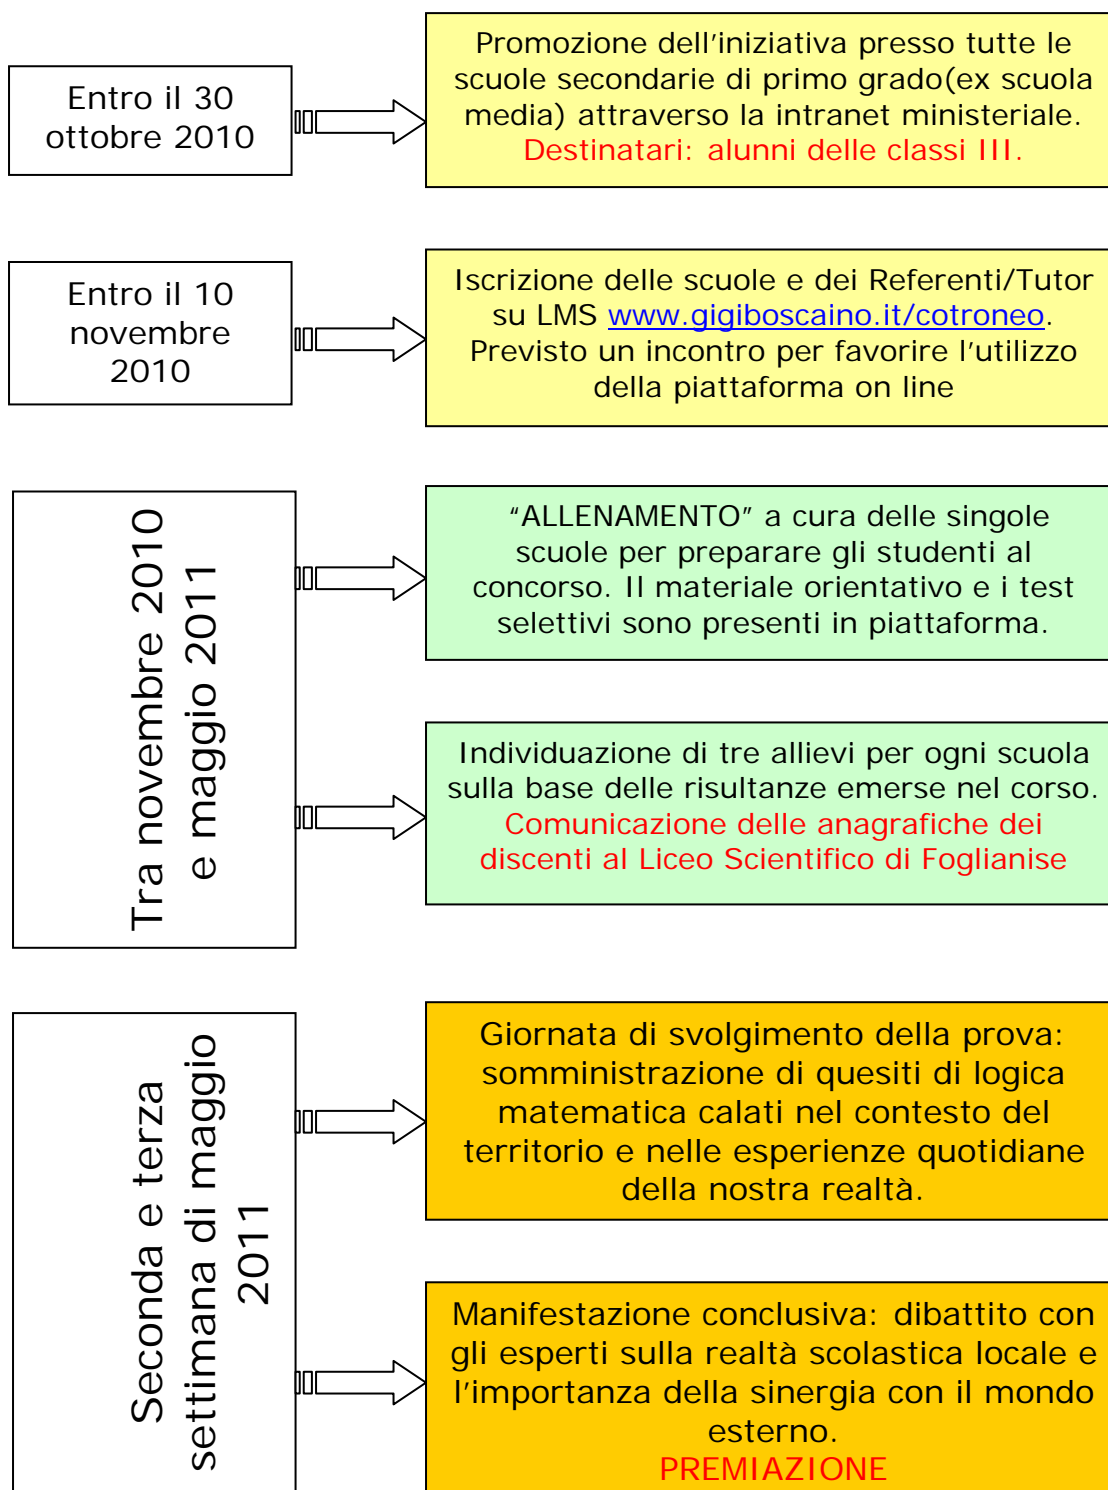 Entro il 30
ottobre 2010
Promozione dell'iniziativa presso tutte le
scuole secondarie di primo grado(ex scuola
media) attraverso la intranet ministeriale.
Destinatari: alunni delle classi III.
Entro il 10
novembre
2010
Iscrizione delle scuole e dei Referenti/Tutor
su LMS www.gigiboscaino.it/cotroneo.
Previsto un incontro per favorire l'utilizzo
della piattaforma on line
Tra novembre 2010
e maggio 2011
"ALLENAMENTO" a cura delle singole
scuole per preparare gli studenti al
concorso. Il materiale orientativo e i test
selettivi sono presenti in piattaforma.
Individuazione di tre allievi per ogni scuola
sulla base delle risultanze emerse nel corso.
Comunicazione delle anagrafiche dei
discenti al Liceo Scientifico di Foglianise
Seconda e terza
settimana di maggio
2011
Giornata di svolgimento della prova:
somministrazione di quesiti di logica
matematica calati nel contesto del
territorio e nelle esperienze quotidiane
della nostra realtà.
Manifestazione conclusiva: dibattito con
gli esperti sulla realtà scolastica locale e
l'importanza della sinergia con il mondo
esterno.
PREMIAZIONE